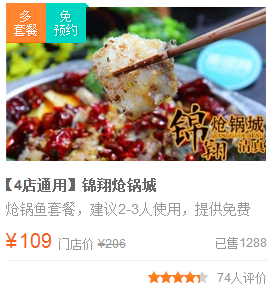 多
套餐
免
预约
锦翔
炝锅城
清真
【4店通用】锦翔炝锅城
炝锅鱼套餐，建议2-3人使用，提供免费
¥109 门店价 ¥206 已售1288
74人评价